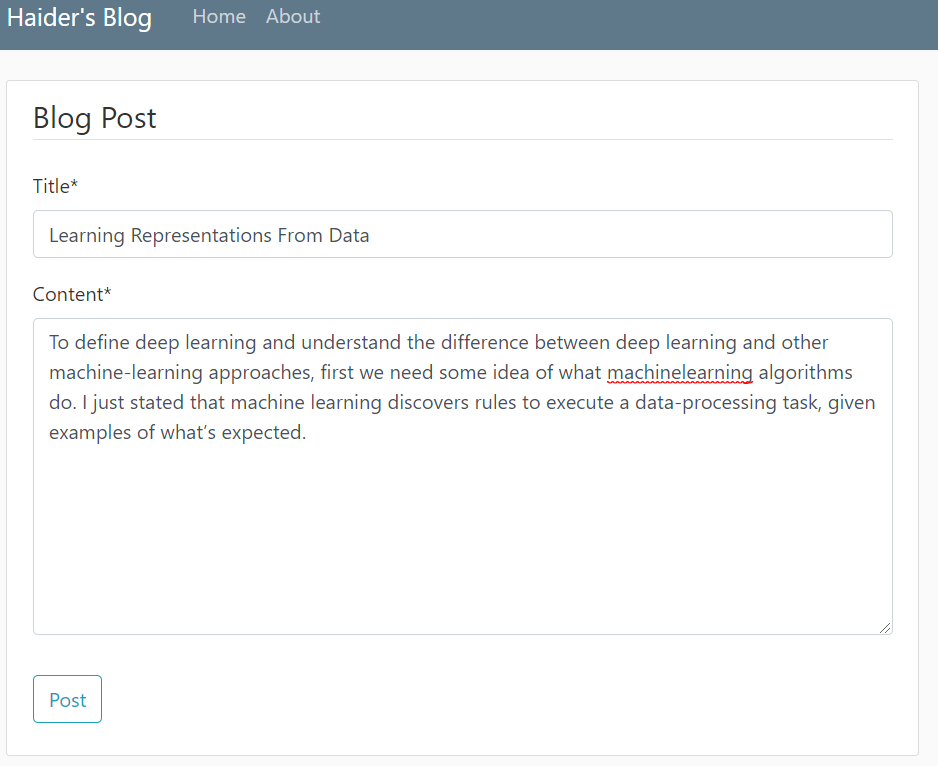 Haider's Blog Home About
Blog Post
Title*
Learning Representations From Data
Content*
To define deep learning and understand the difference between deep learning and other
machine-learning approaches, first we need some idea of what machinelearning algorithms
do. I just stated that machine learning discovers rules to execute a data-processing task, given
examples of what’s expected.
Post